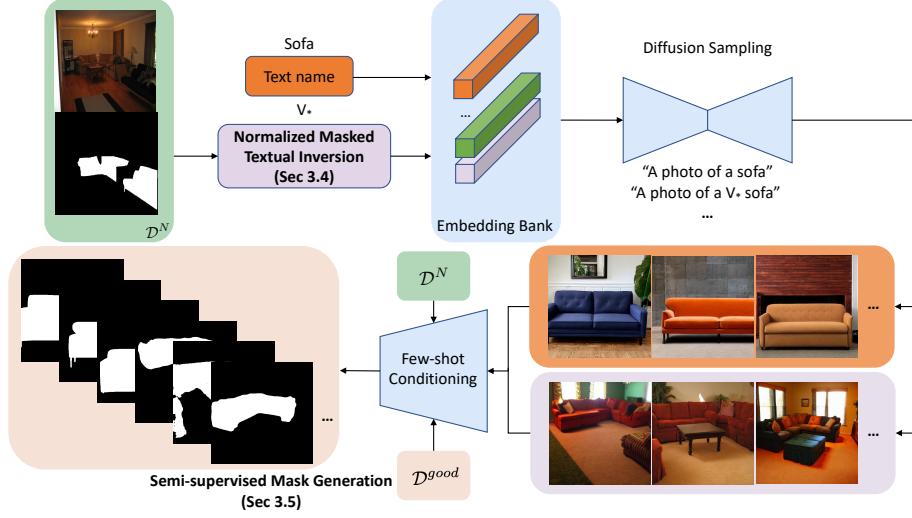 Sofa
Text name
V*
Normalized Masked
Textual Inversion
(Sec 3.4)
𝒟^N
...
Embedding Bank
Diffusion Sampling
“A photo of a sofa”
“A photo of a V* sofa”
...
𝒟^N
Few-shot
Conditioning
𝒟^good
...
...
...
Semi-supervised Mask Generation
(Sec 3.5)